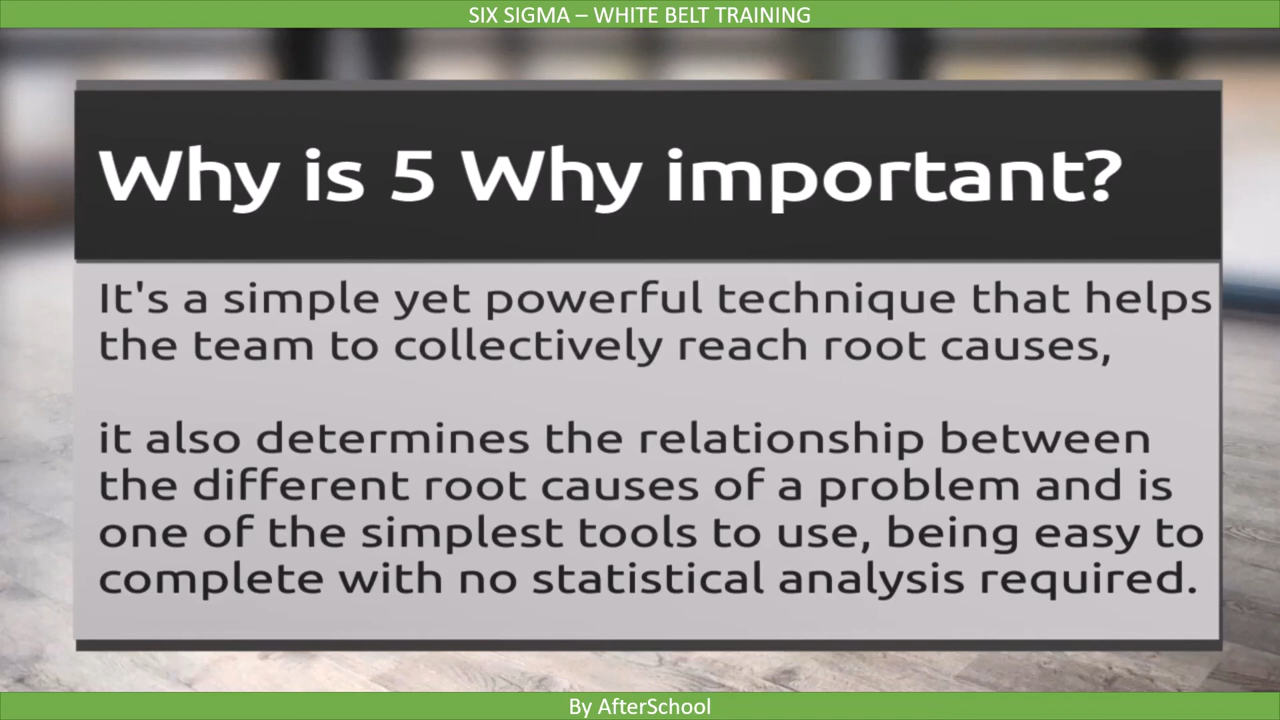 SIX SIGMA – WHITE BELT TRAINING
Why is 5 Why important?
It's a simple yet powerful technique that helps
the team to collectively reach root causes,
it also determines the relationship between
the different root causes of a problem and is
one of the simplest tools to use, being easy to
complete with no statistical analysis required.
By AfterSchool